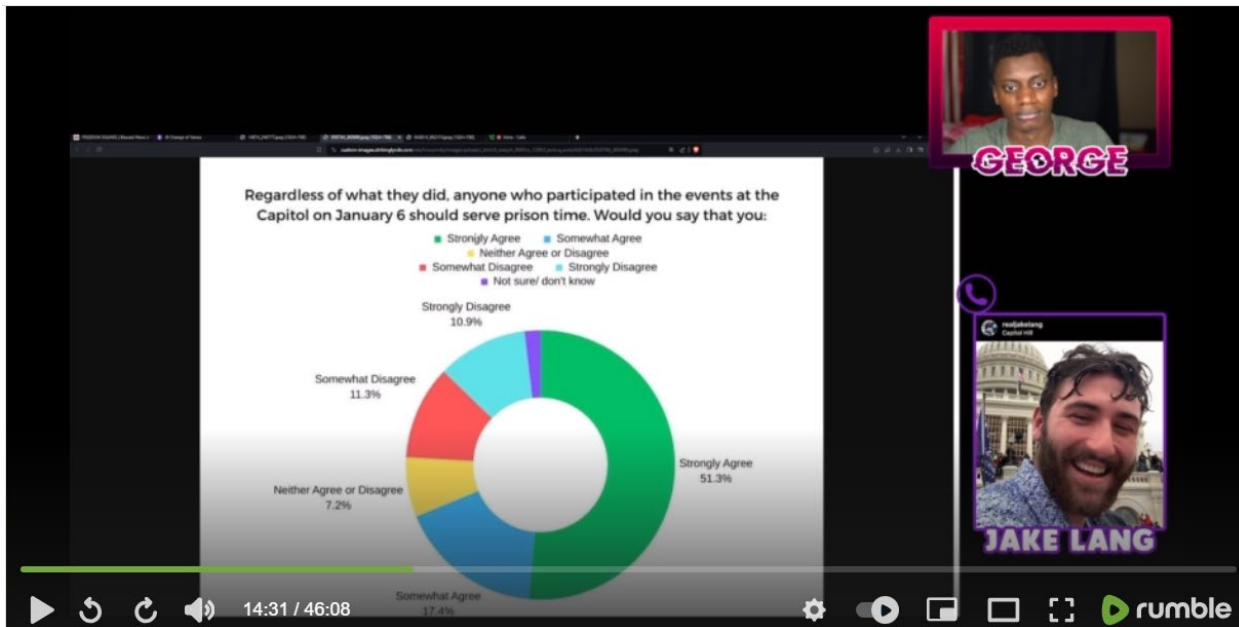 GEORGE
Regardless of what they did, anyone who participated in the events at the
Capitol on January 6 should serve prison time. Would you say that you:
Strongly Agree Somewhat Agree
Neither Agree or Disagree
Somewhat Disagree Strongly Disagree
Not sure/ don't know
Strongly Disagree
10.9%
Somewhat Disagree
11.3%
Neither Agree or Disagree
7.2%
Strongly Agree
51.3%
Somewhat Agree
17.4%
realjakelang
Capitol Hill
JAKE LANG
14:31 / 46:08
rumble